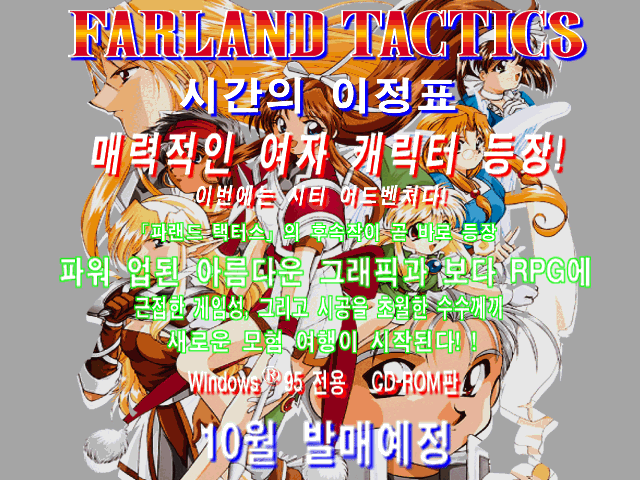 FARLAND TACTICS
시간의 이정표
매력적인 여자 캐릭터 등장!
이번에는 시티 어드벤처다!
『파랜드 택틱스』의 후속작이 곧 바로 등장
파워 업된 아름다운 그래픽과 보다 RPG에
근접한 게임성, 그리고 시공을 초월한 수수께끼
새로운 모험 여행이 시작된다!!
Windows® 95 전용 CD-ROM판
10월 발매예정